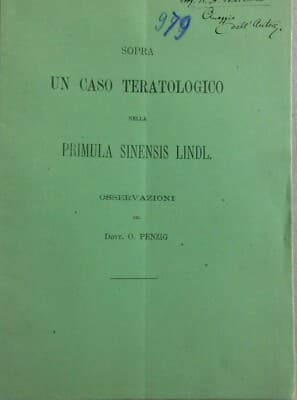 979
Omaggio
dell'Autore
SOPRA
UN CASO TERATOLOGICO
NELLA
PRIMULA SINENSIS LINDL.
OSSERVAZIONI
DEL
DOTT. O. PENZIG